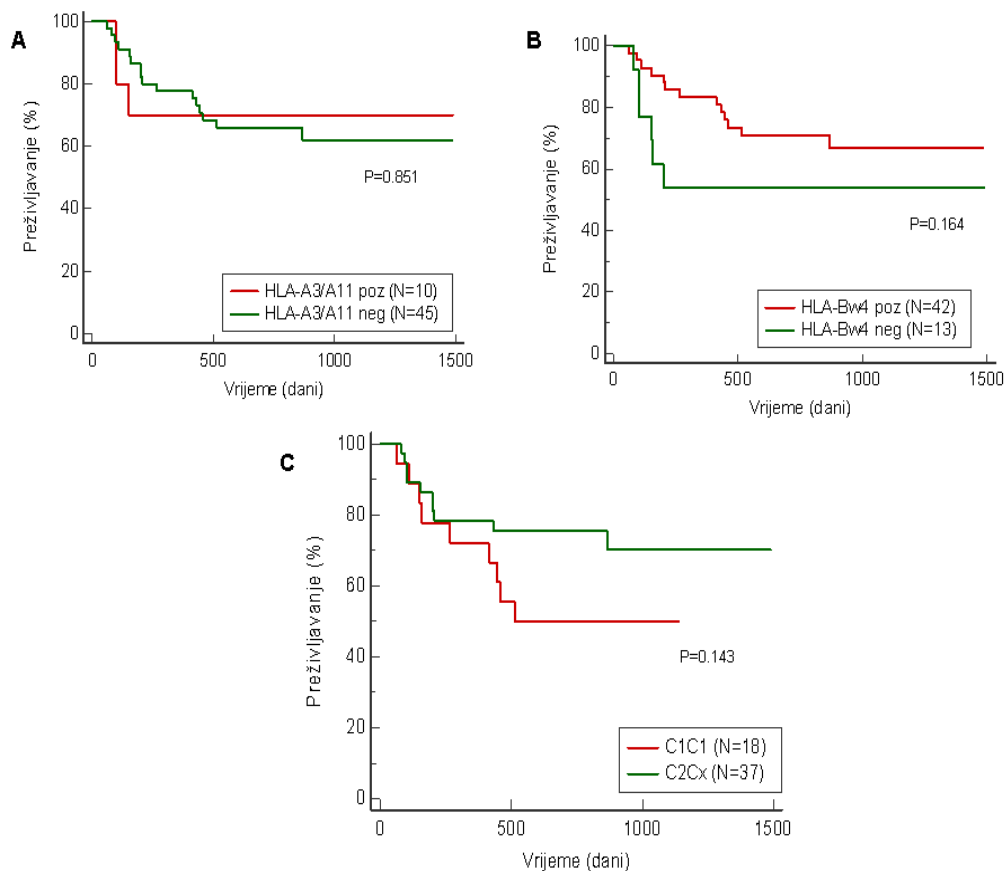 A
Preživljavanje (%)
100
80
60
40
20
0
P=0.851
HLA-A3/A11 poz (N=10)
HLA-A3/A11 neg (N=45)
0 500 1000 1500
Vrijeme (dani)
B
Preživljavanje (%)
100
80
60
40
20
0
P=0.164
HLA-Bw4 poz (N=42)
HLA-Bw4 neg (N=13)
0 500 1000 1500
Vrijeme (dani)
C
Preživljavanje (%)
100
80
60
40
20
0
P=0.143
C1C1 (N=18)
C2Cx (N=37)
0 500 1000 1500
Vrijeme (dani)